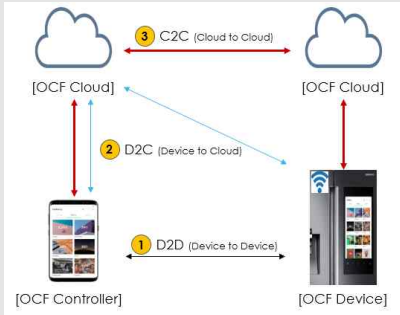 3 C2C (Cloud to Cloud)
[OCF Cloud] [OCF Cloud]
2 D2C (Device to Cloud)
1 D2D (Device to Device)
[OCF Controller] [OCF Device]